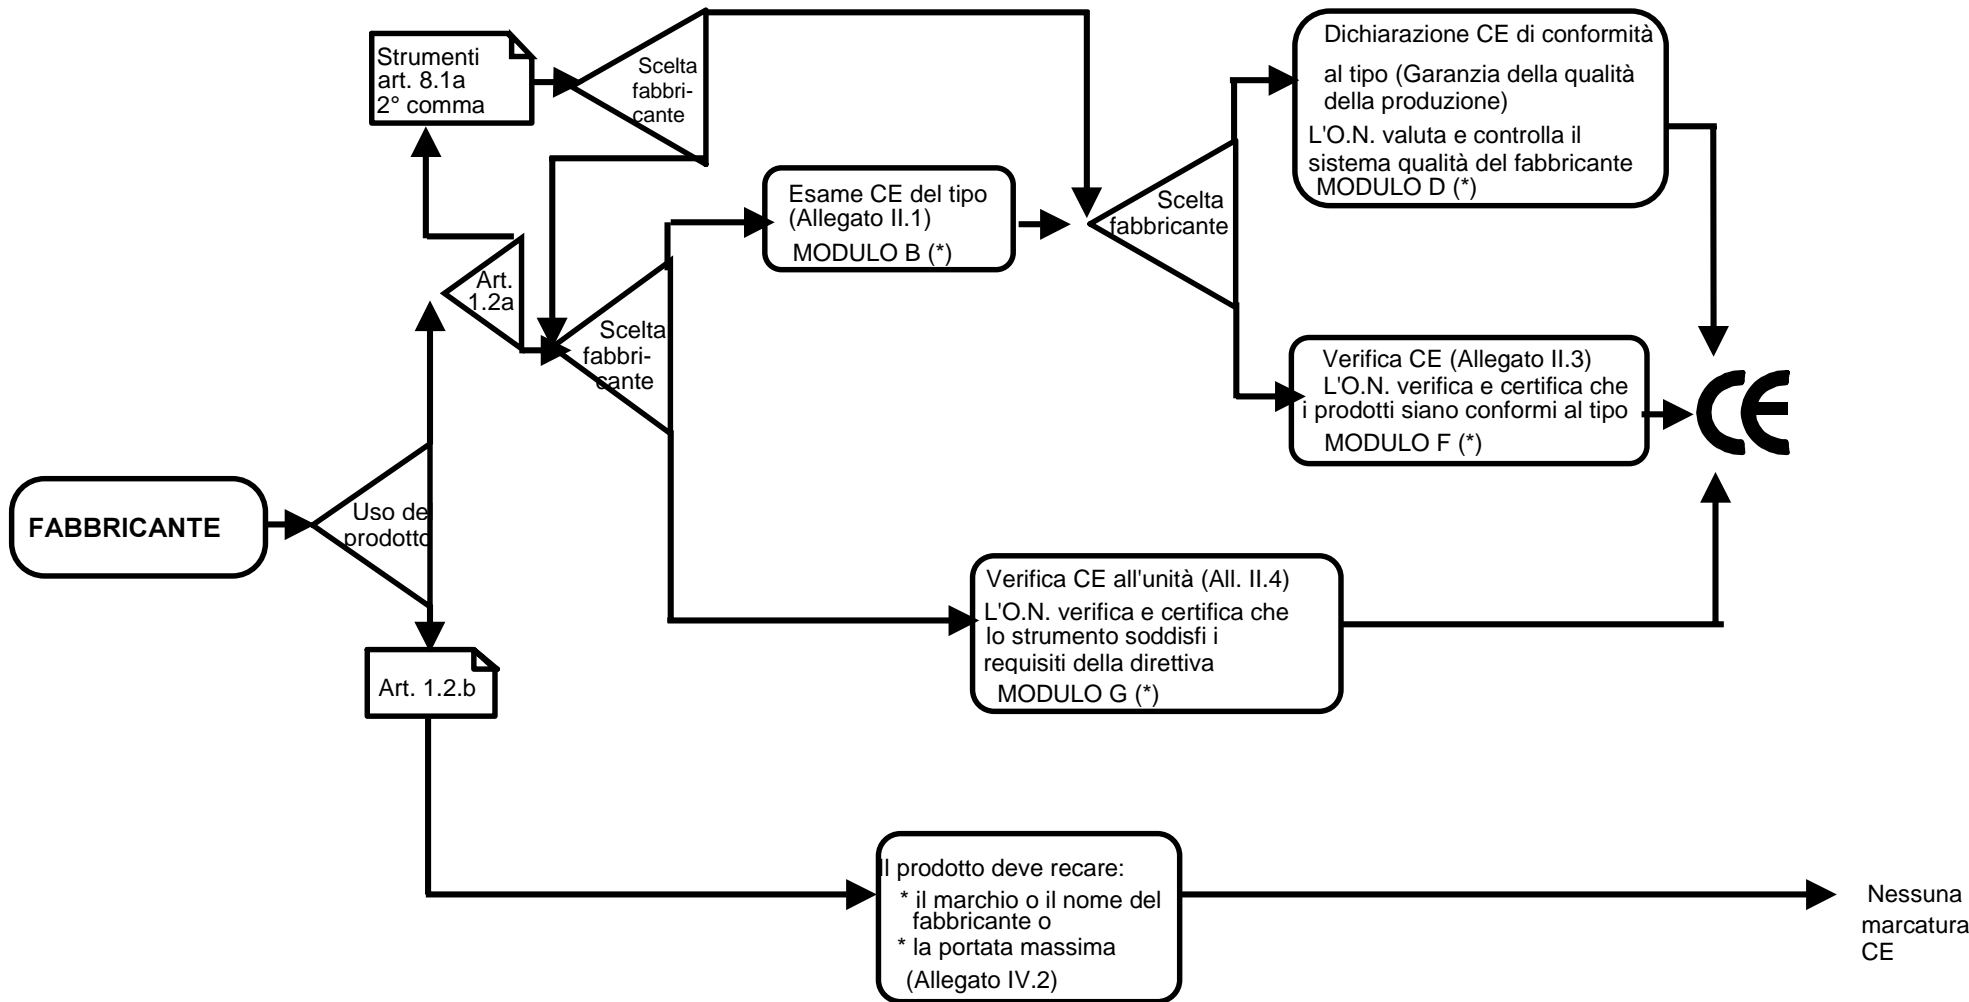 Strumenti
art. 8.1a
2° comma
Scelta
fabbri-
cante
Dichiarazione CE di conformità
al tipo (Garanzia della qualità
della produzione)
L'O.N. valuta e controlla il
sistema qualità del fabbricante
MODULO D (*)
Esame CE del tipo
(Allegato II.1)
MODULO B (*)
Scelta
fabbricante
Art.
1.2a
Scelta
fabbri-
cante
Verifica CE (Allegato II.3)
L'O.N. verifica e certifica che
i prodotti siano conformi al tipo
MODULO F (*)
CE
FABBRICANTE
Uso de
prodotto
Verifica CE all'unità (All. II.4)
L'O.N. verifica e certifica che
lo strumento soddisfi i
requisiti della direttiva
MODULO G (*)
Art. 1.2.b
Il prodotto deve recare:
* il marchio o il nome del
fabbricante o
* la portata massima
(Allegato IV.2)
Nessuna
marcatura
CE